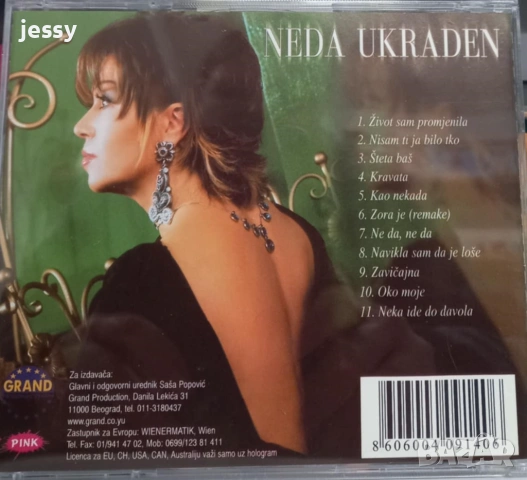 jessy
NEDA UKRADEN
1. Život sam promjenila
2. Nisam ti ja bilo tko
3. Šteta baš
4. Kravata
5. Kao nekada
6. Zora je (remake)
7. Ne da, ne da
8. Navikla sam da je loše
9. Zavičajna
10. Oko moje
11. Neka ide do davola
GRAND
PINK
Za izdavača:
Glavni i odgovorni urednik Saša Popović
Grand Production, Danila Lekića 31
11000 Beograd, tel. 011-3180437
www.grand.co.yu
Zastupnik za Evropu: WIENERMATIK, Wien
Tel. Fax: 01/941 47 02, Mob: 0699/123 81 411
Licenca za EU, CH, USA, CAN, Australiju važi samo uz hologram
8 606004 091406
BAZAR